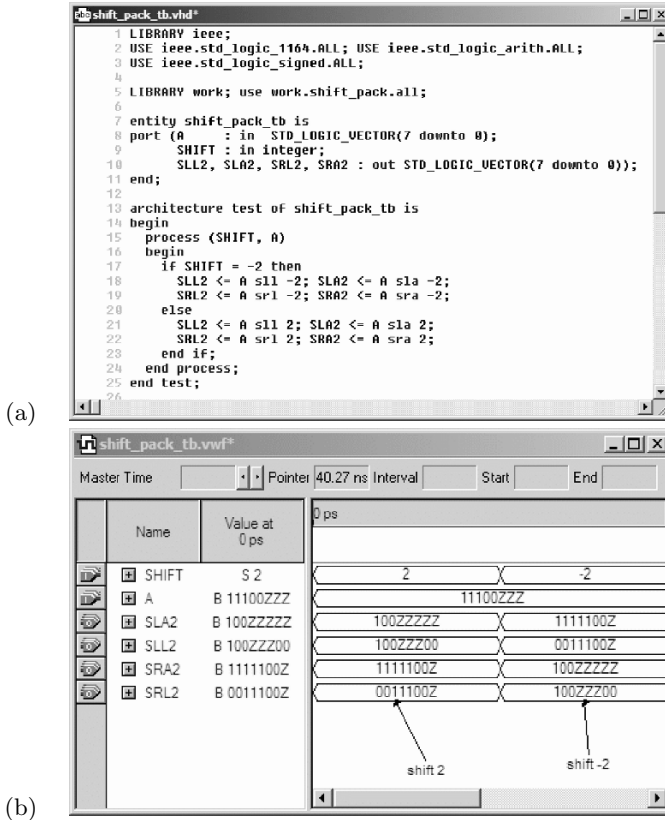 shift_pack_tb.vhd*
1 LIBRARY ieee;
2 USE ieee.std_logic_1164.ALL; USE ieee.std_logic_arith.ALL;
3 USE ieee.std_logic_signed.ALL;
4
5 LIBRARY work; use work.shift_pack.all;
6
7 entity shift_pack_tb is
8 port (A : in STD_LOGIC_VECTOR(7 downto 0);
9 SHIFT : in integer;
10 SLL2, SLA2, SRL2, SRA2 : out STD_LOGIC_VECTOR(7 downto 0));
11 end;
12
13 architecture test of shift_pack_tb is
14 begin
15 process (SHIFT, A)
16 begin
17 if SHIFT = -2 then
18 SLL2 <= A sll -2; SLA2 <= A sla -2;
19 SRL2 <= A srl -2; SRA2 <= A sra -2;
20 else
21 SLL2 <= A sll 2; SLA2 <= A sla 2;
22 SRL2 <= A srl 2; SRA2 <= A sra 2;
23 end if;
24 end process;
25 end test;
26
(a)
shift_pack_tb.vwf*
Master Time Pointer 40.27 ns Interval Start End
Name Value at 0 ps 0 ps
SHIFT S 2 2 -2
A B 11100ZZZ 11100ZZZ
SLA2 B 100ZZZZZ 100ZZZZZ 1111100Z
SLL2 B 100ZZZ00 100ZZZ00 0011100Z
SRA2 B 1111100Z 1111100Z 100ZZZZZ
SRL2 B 0011100Z 0011100Z 100ZZZ00
shift 2 shift -2
(b)